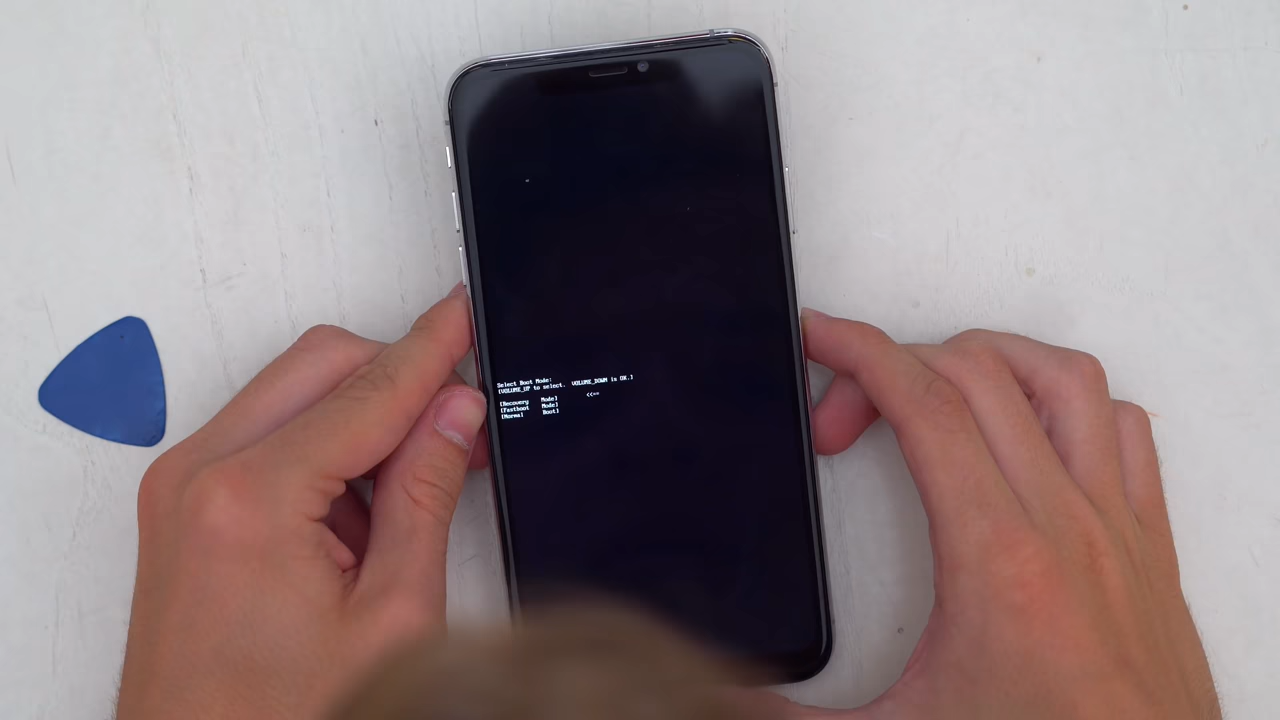 Select Boot Mode:
[VOLUME_UP to select. VOLUME_DOWN is OK.]
[Recovery Mode] <<==
[Fastboot Mode]
[Normal Boot]